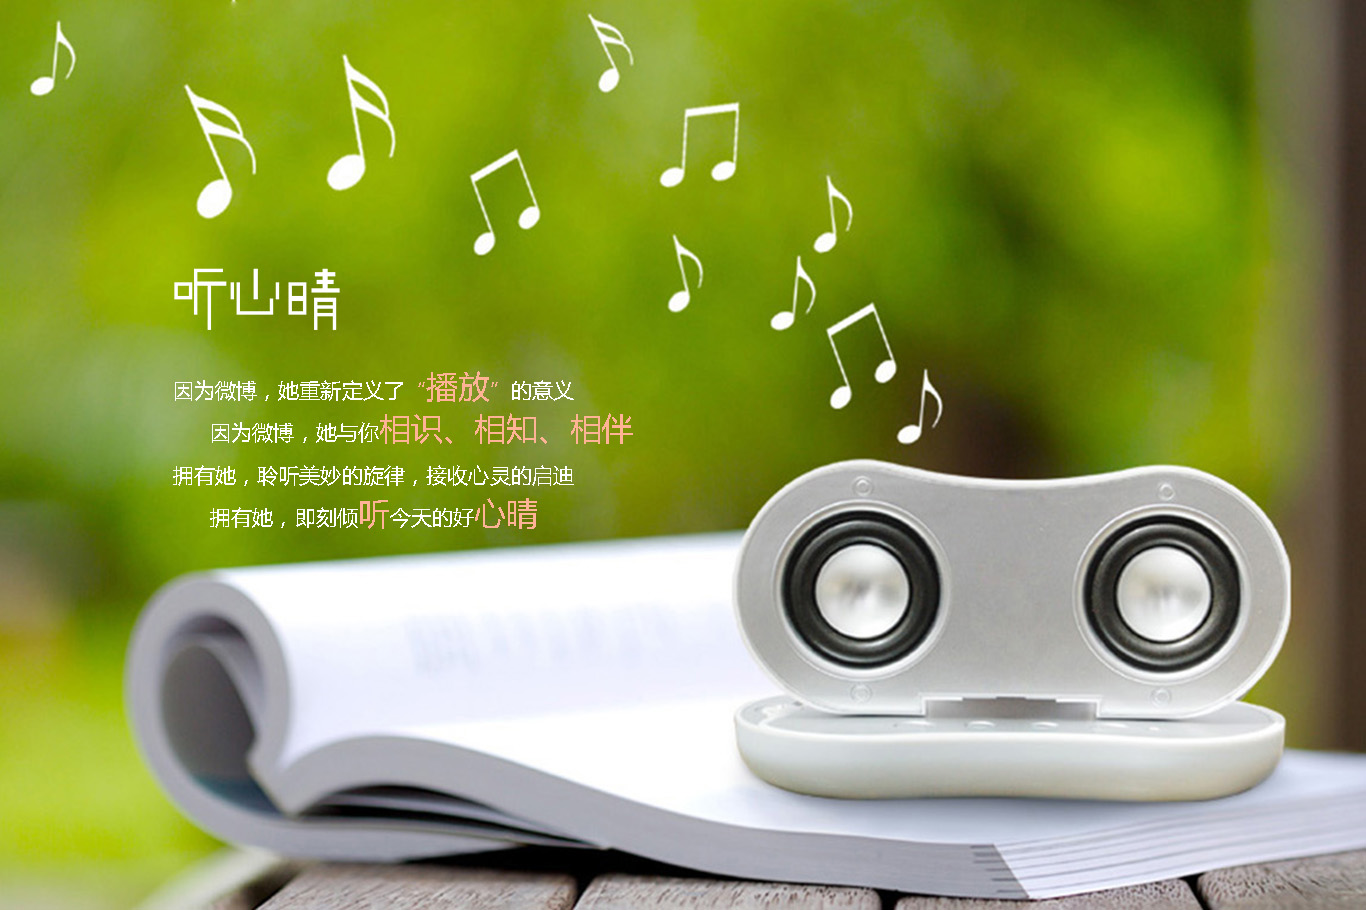 听心晴
因为微博，她重新定义了“播放”的意义
因为微博，她与你相识、相知、相伴
拥有她，聆听美妙的旋律，接收心灵的启迪
拥有她，即刻倾听今天的好心晴